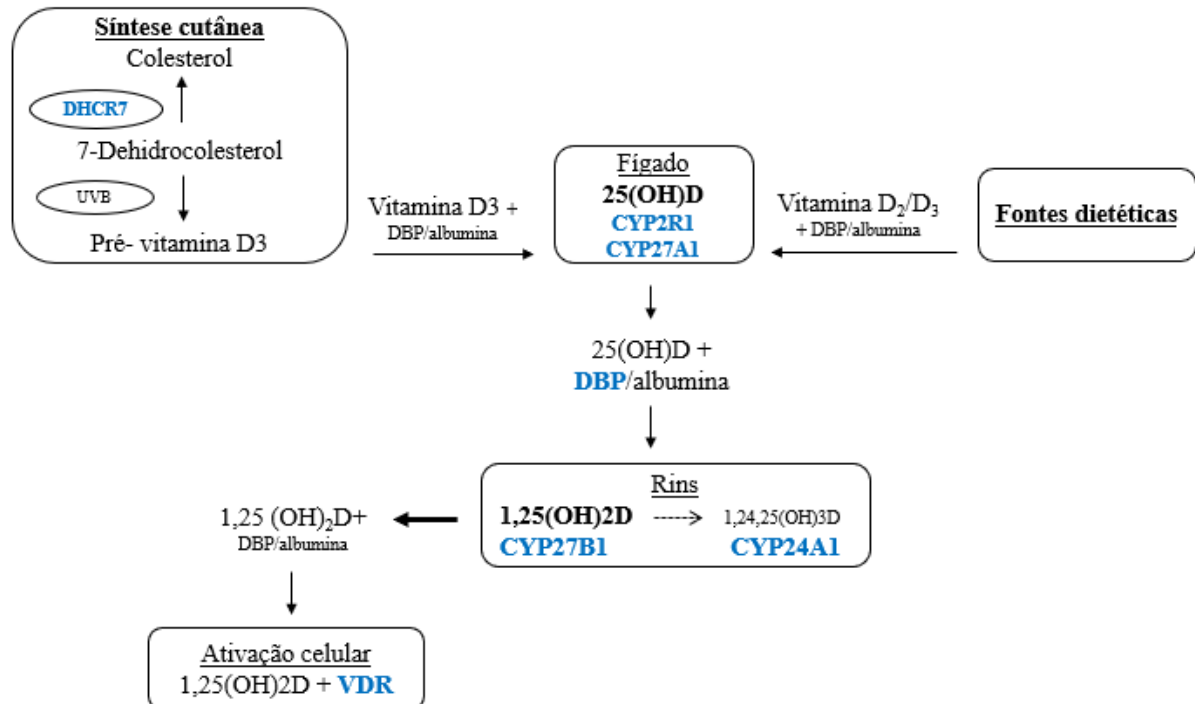 Síntese cutânea
Colesterol
DHCR7
7-Dehidrocolesterol
UVB
Pré- vitamina D3
Vitamina D3 +
DBP/albumina
Fígado
25(OH)D
CYP2R1
CYP27A1
Vitamina D₂/D₃
+ DBP/albumina
Fontes dietéticas
25(OH)D +
DBP/albumina
Rins
1,25(OH)2D
1,24,25(OH)3D
CYP27B1
CYP24A1
1,25 (OH)₂D+
DBP/albumina
Ativação celular
1,25(OH)2D + VDR